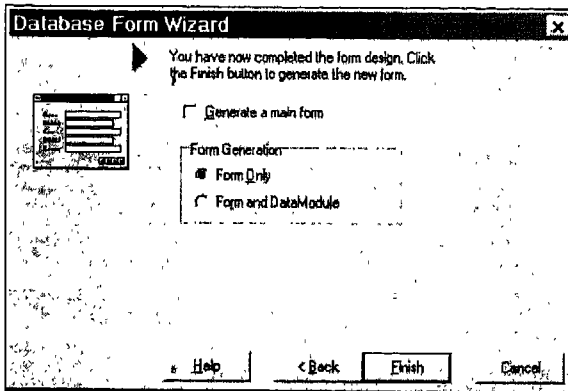 Database Form Wizard
You have now completed the form design. Click
the Finish button to generate the new form.
Generate a main form
Form Generation
Form Only
Form and DataModule
Help
< Back
Finish
Cancel